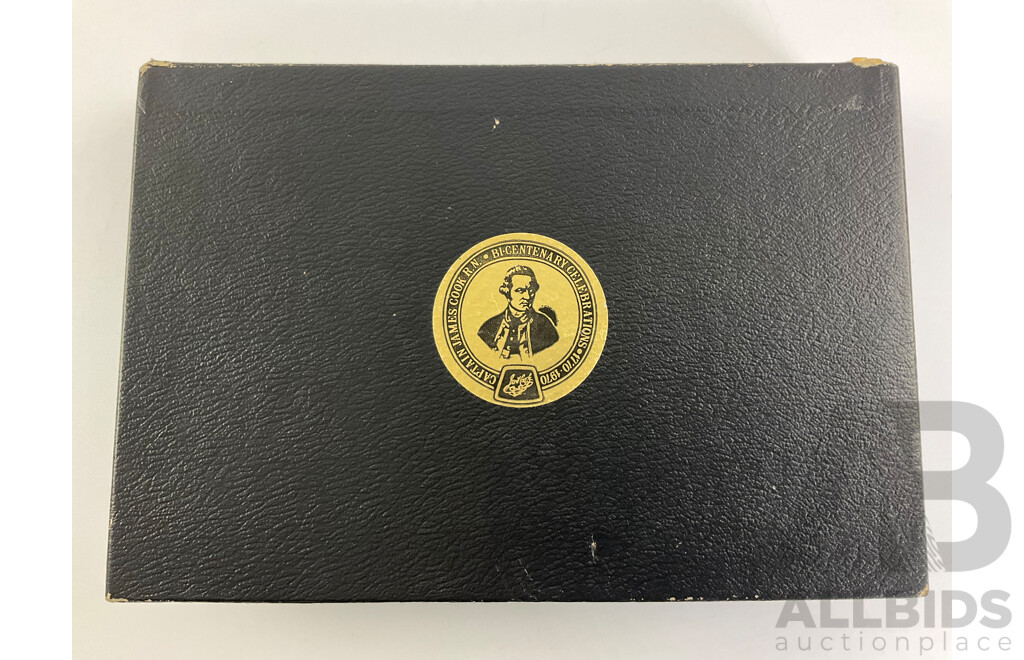 CAPTAIN JAMES COOK R.N. • BI-CENTENARY CELEBRATIONS • 1770-1970
B
ALLBIDS
auctionplace